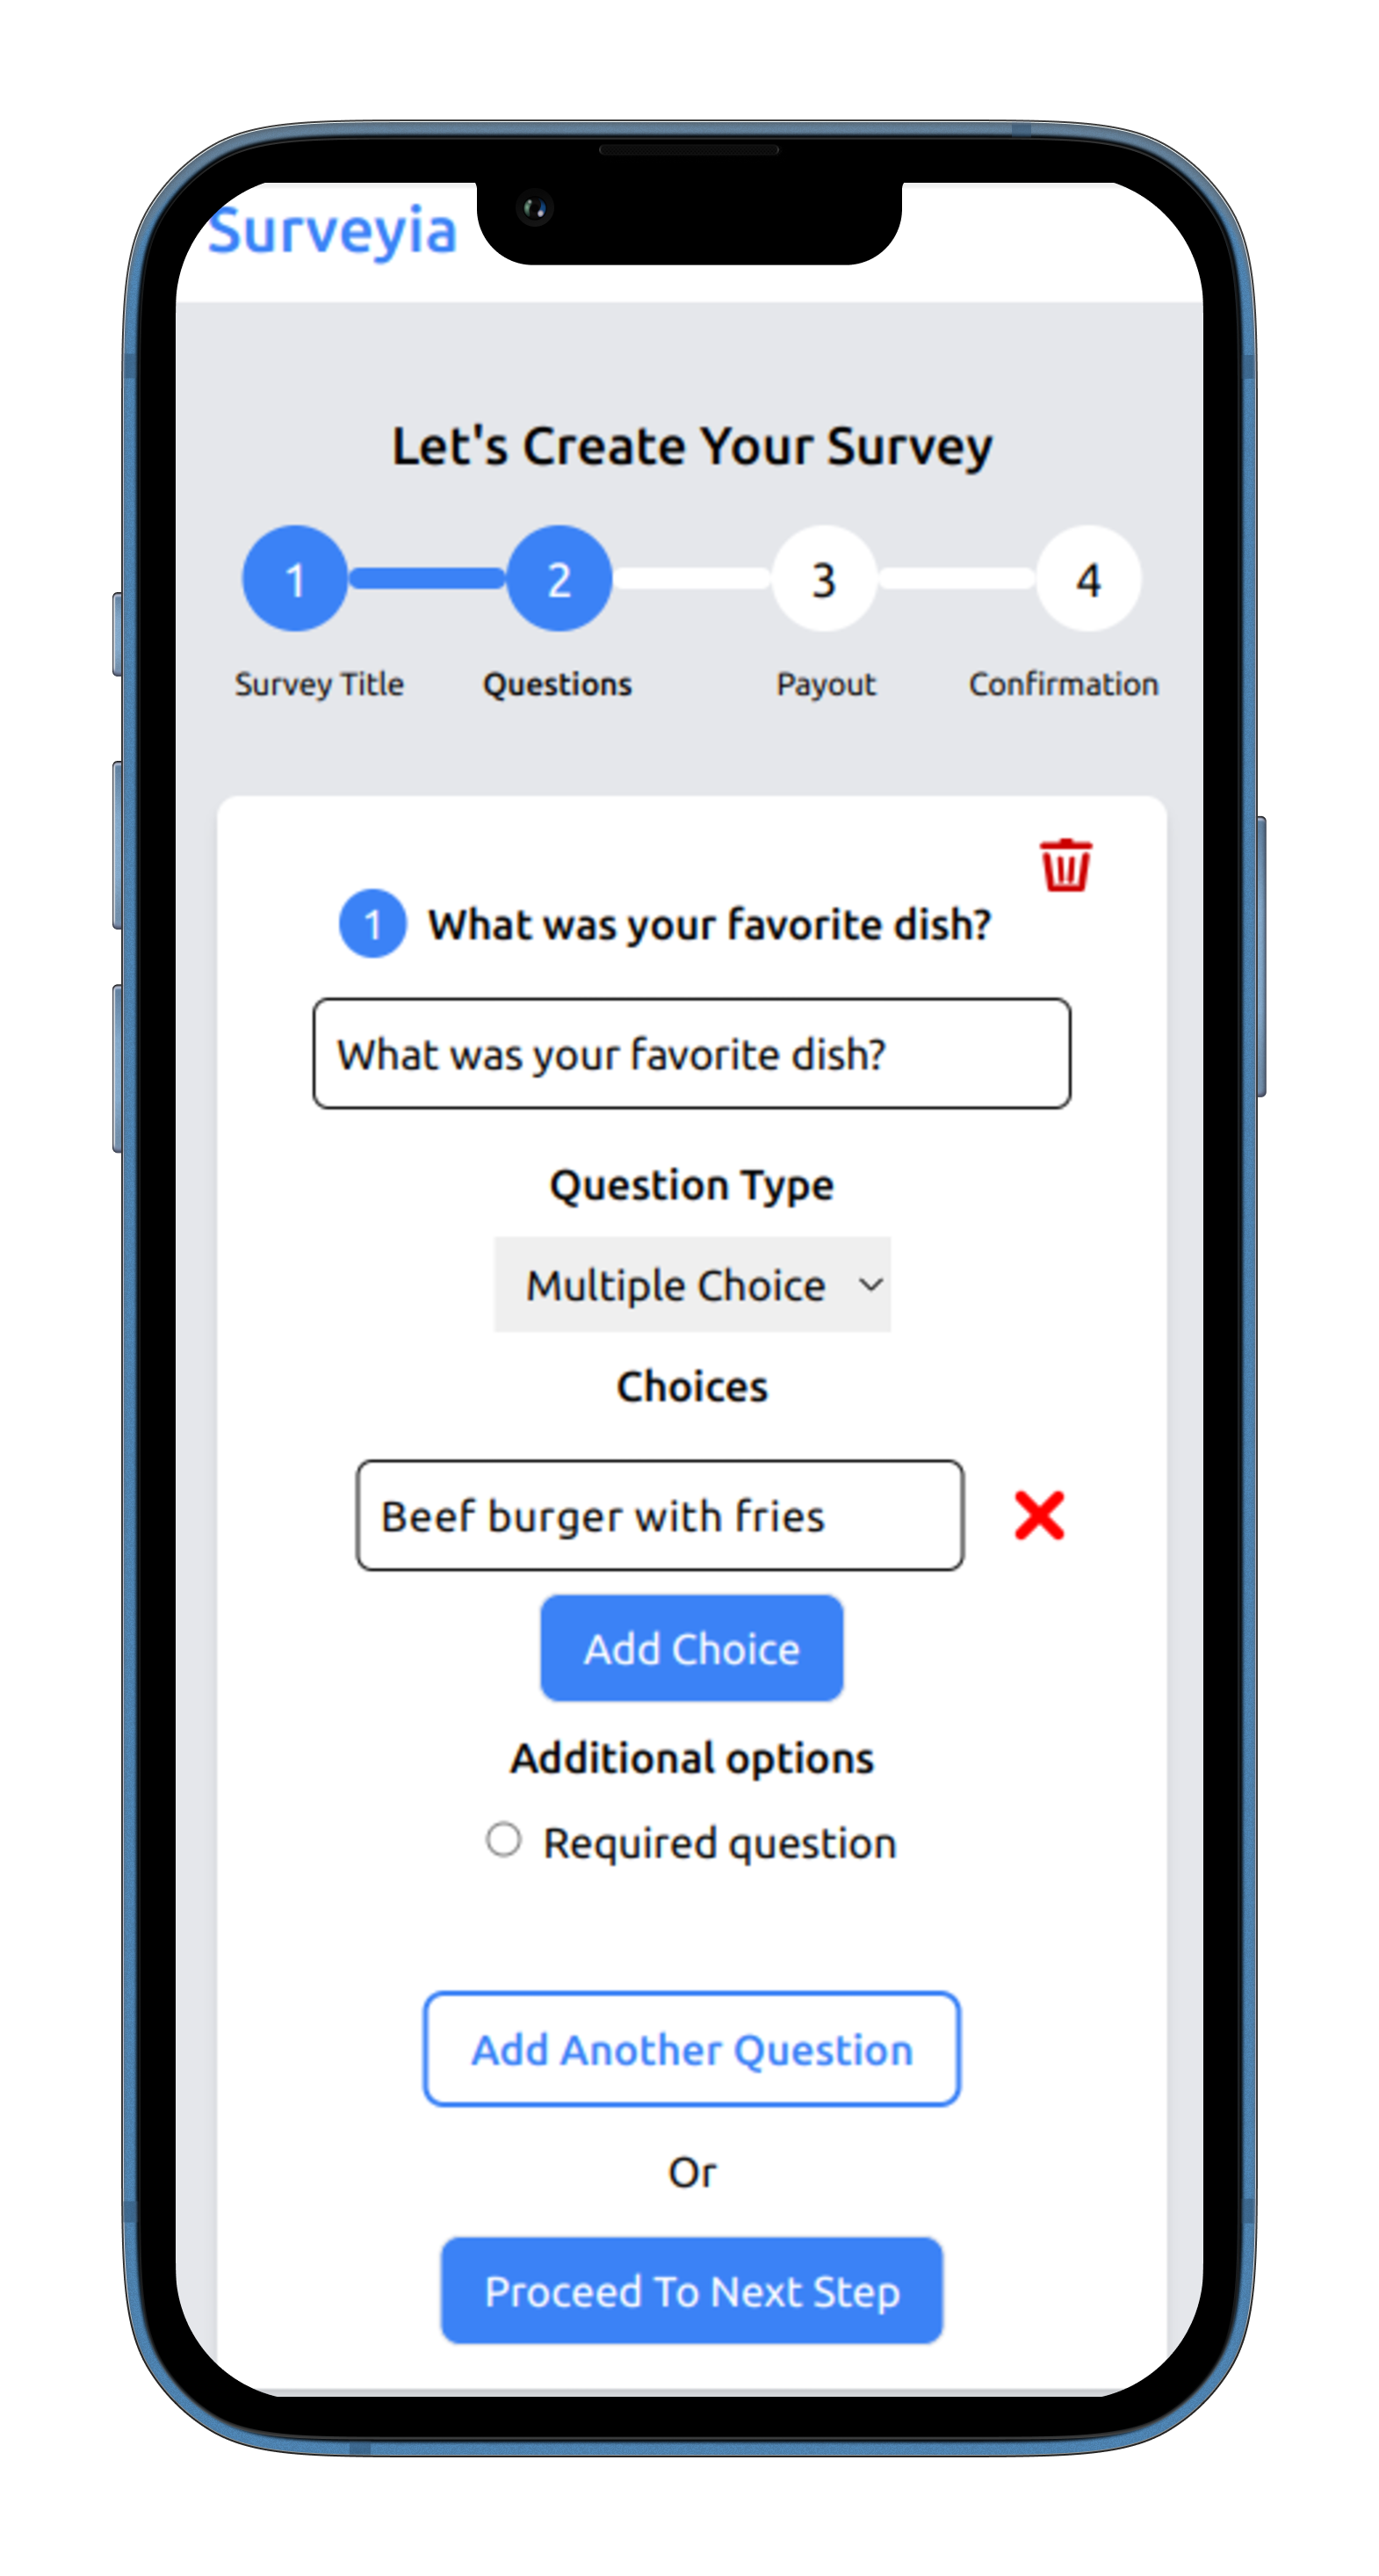 Surveyia
Let's Create Your Survey
1 2 3 4
Survey Title Questions Payout Confirmation
1 What was your favorite dish?
What was your favorite dish?
Question Type
Multiple Choice
Choices
Beef burger with fries
Add Choice
Additional options
Required question
Add Another Question
Or
Proceed To Next Step